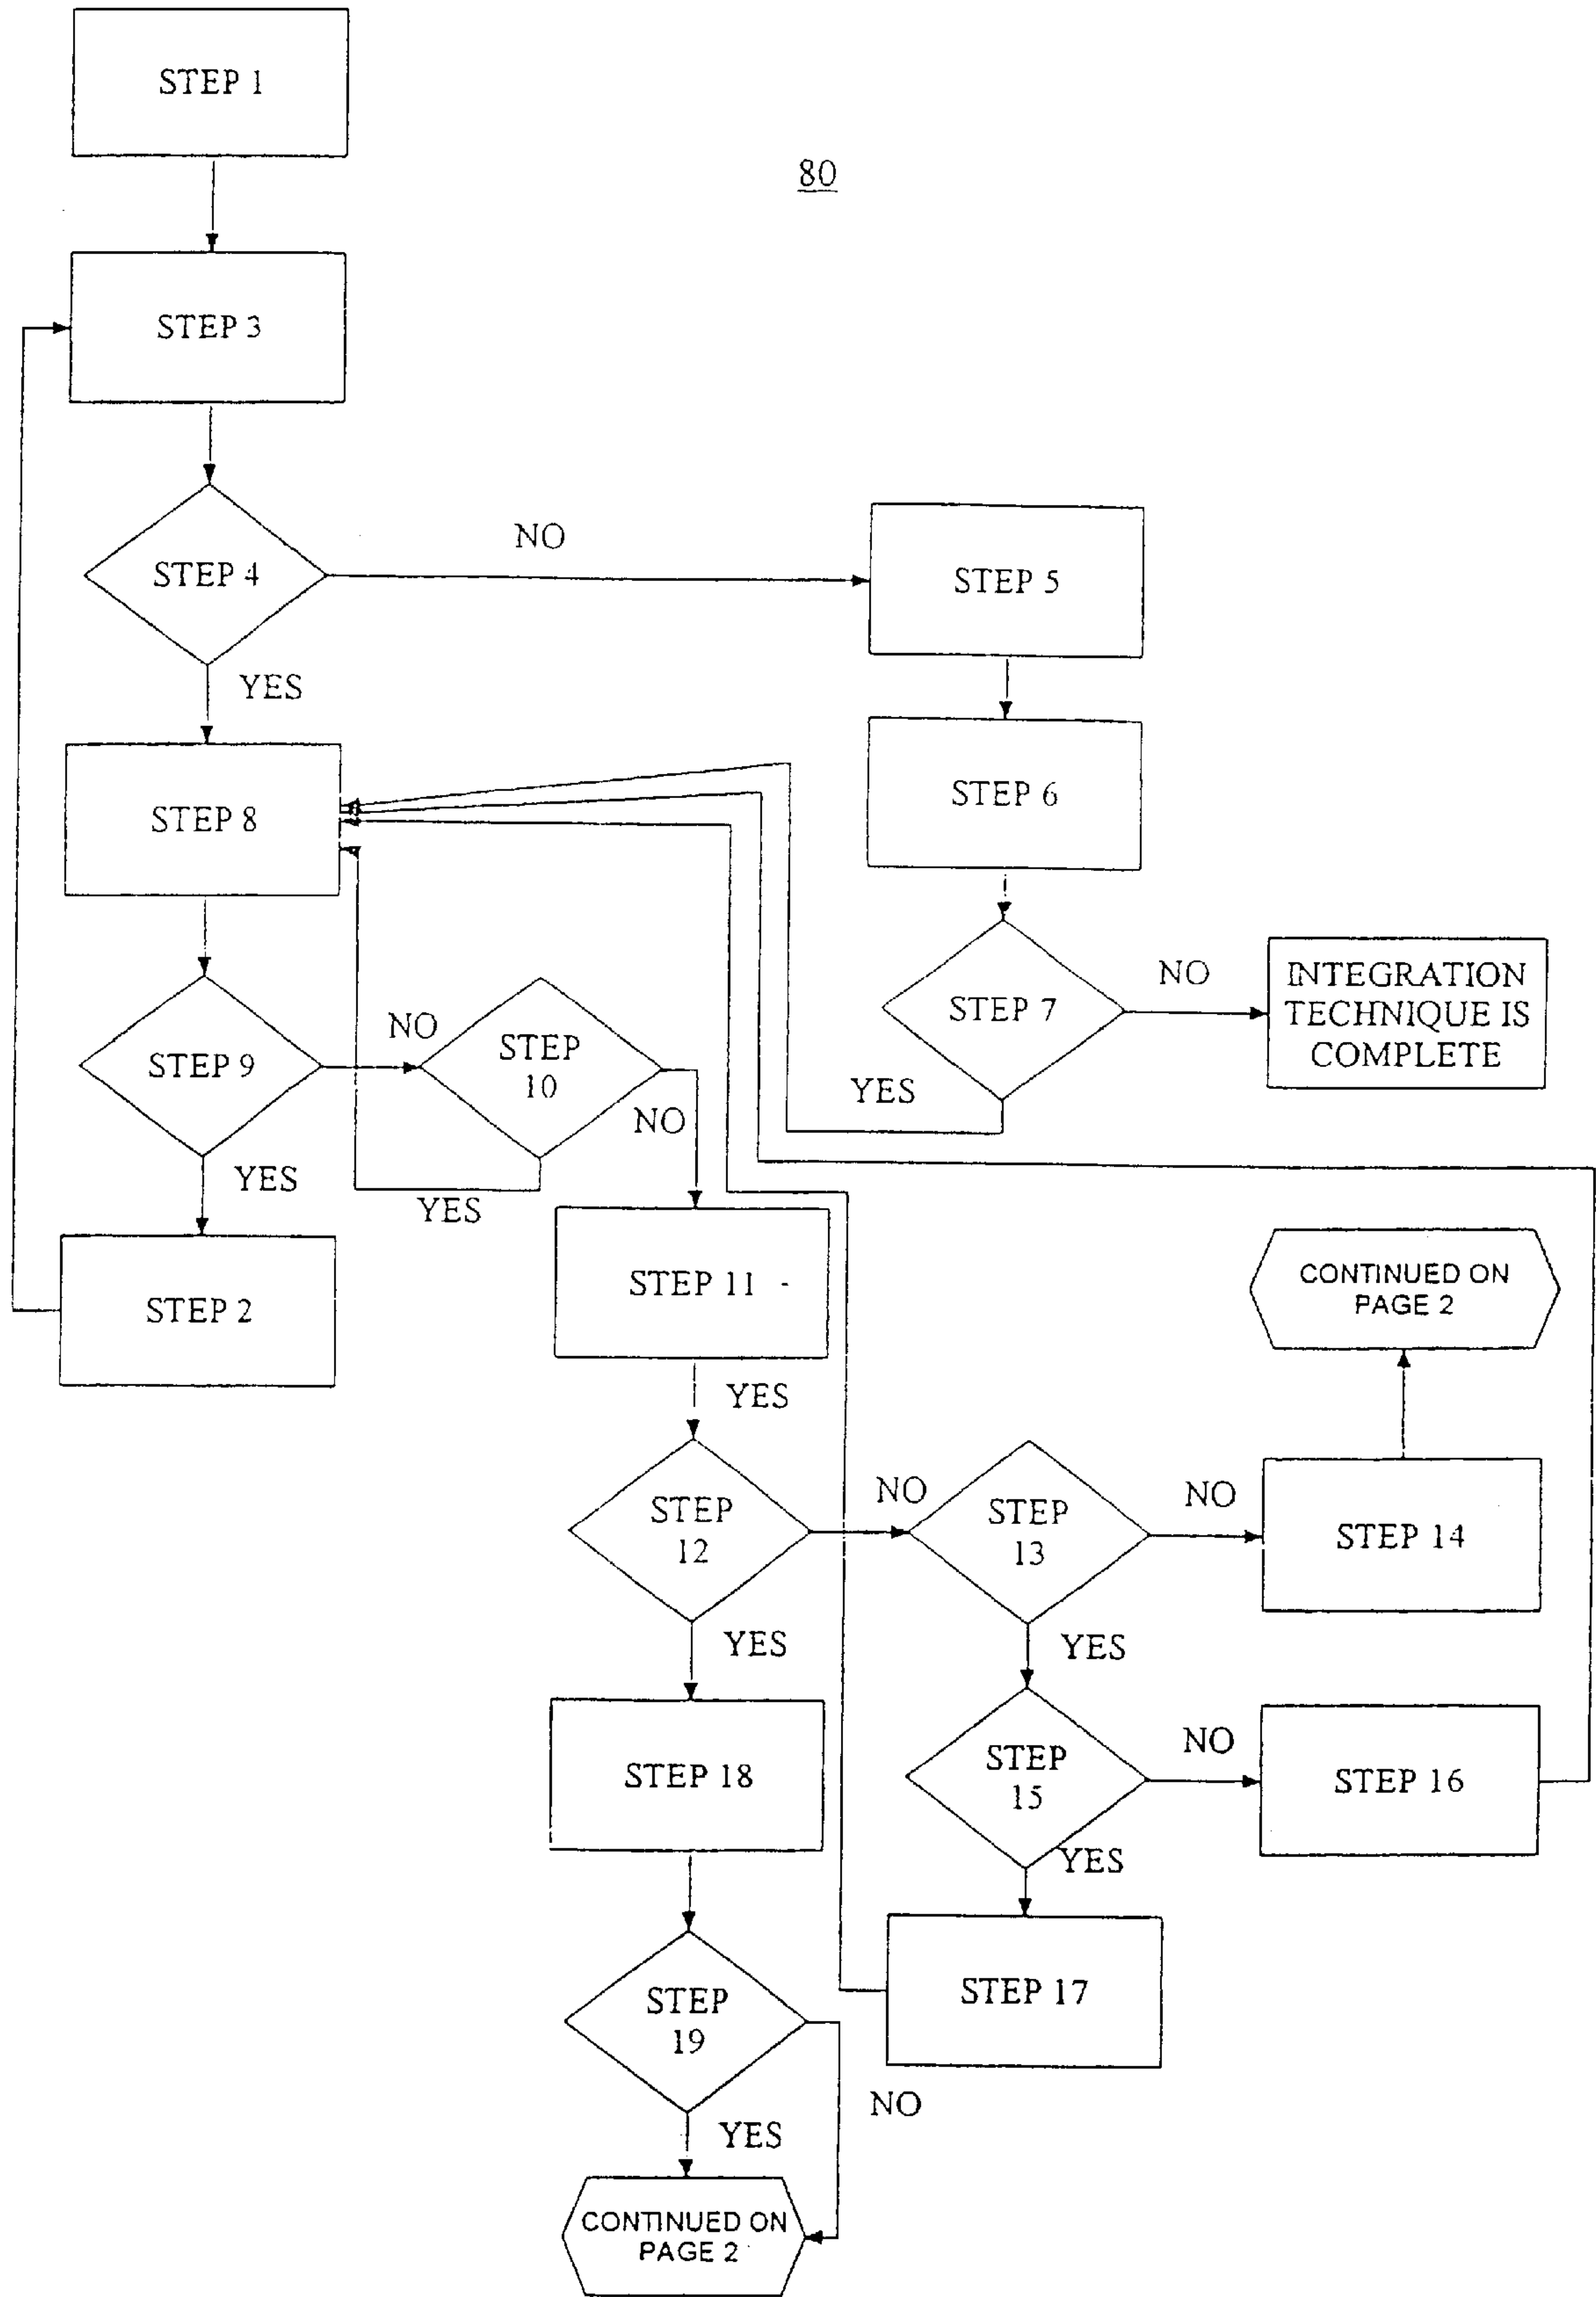 STEP 1
80
STEP 3
STEP 4
NO
STEP 5
YES
STEP 6
STEP 8
STEP 7
NO
INTEGRATION
TECHNIQUE IS
COMPLETE
YES
STEP 9
NO
STEP
10
NO
YES
YES
STEP 2
STEP 11
CONTINUED ON
PAGE 2
YES
STEP
12
NO
STEP
13
NO
STEP 14
YES
YES
STEP 18
STEP
15
NO
STEP 16
YES
STEP 17
STEP
19
NO
YES
CONTINUED ON
PAGE 2